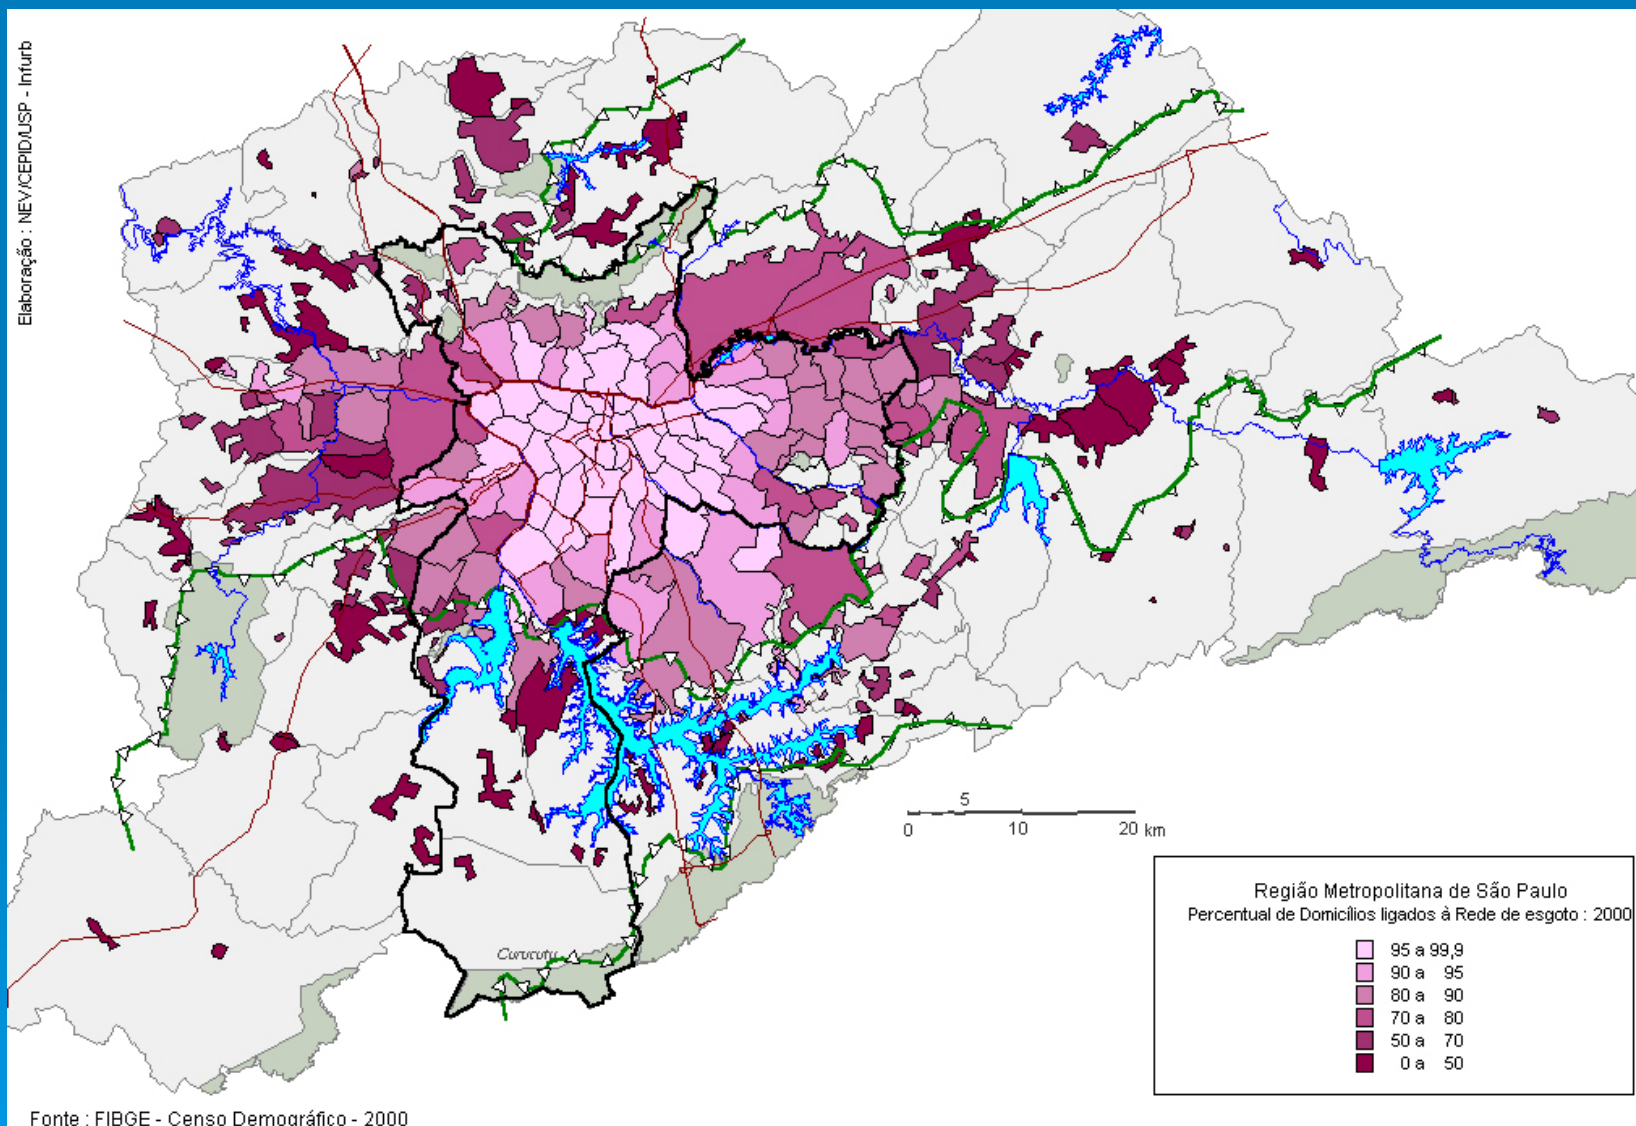 Elaboração : NEV/CEPID/USP - Infurb
Curucutu
5
0 10 20 km
Região Metropolitana de São Paulo
Percentual de Domicílios ligados à Rede de esgoto : 2000
95 a 99,9
90 a 95
80 a 90
70 a 80
50 a 70
0 a 50
Fonte : FIBGE - Censo Demográfico - 2000